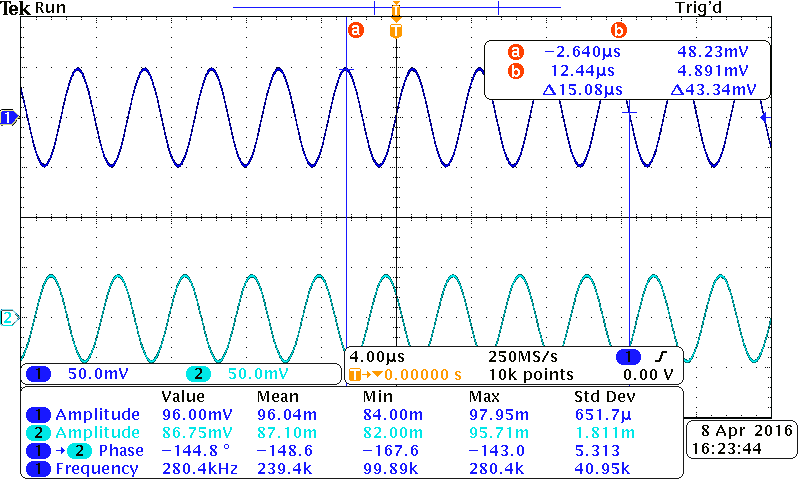 Tek Run Trig'd
T
a T b
a −2.640µs 48.23mV
b 12.44µs 4.891mV
Δ15.08µs Δ43.34mV
1
2
1 50.0mV 2 50.0mV
4.00µs 250MS/s 1 ʃ
T→▼0.00000 s 10k points 0.00 V
Value Mean Min Max Std Dev
1 Amplitude 96.00mV 96.04m 84.00m 97.95m 651.7µ
2 Amplitude 86.75mV 87.10m 82.00m 95.71m 1.811m
1 → 2 Phase −144.8 ° −148.6 −167.6 −143.0 5.313
1 Frequency 280.4kHz 239.4k 99.89k 280.4k 40.95k
8 Apr 2016
16:23:44